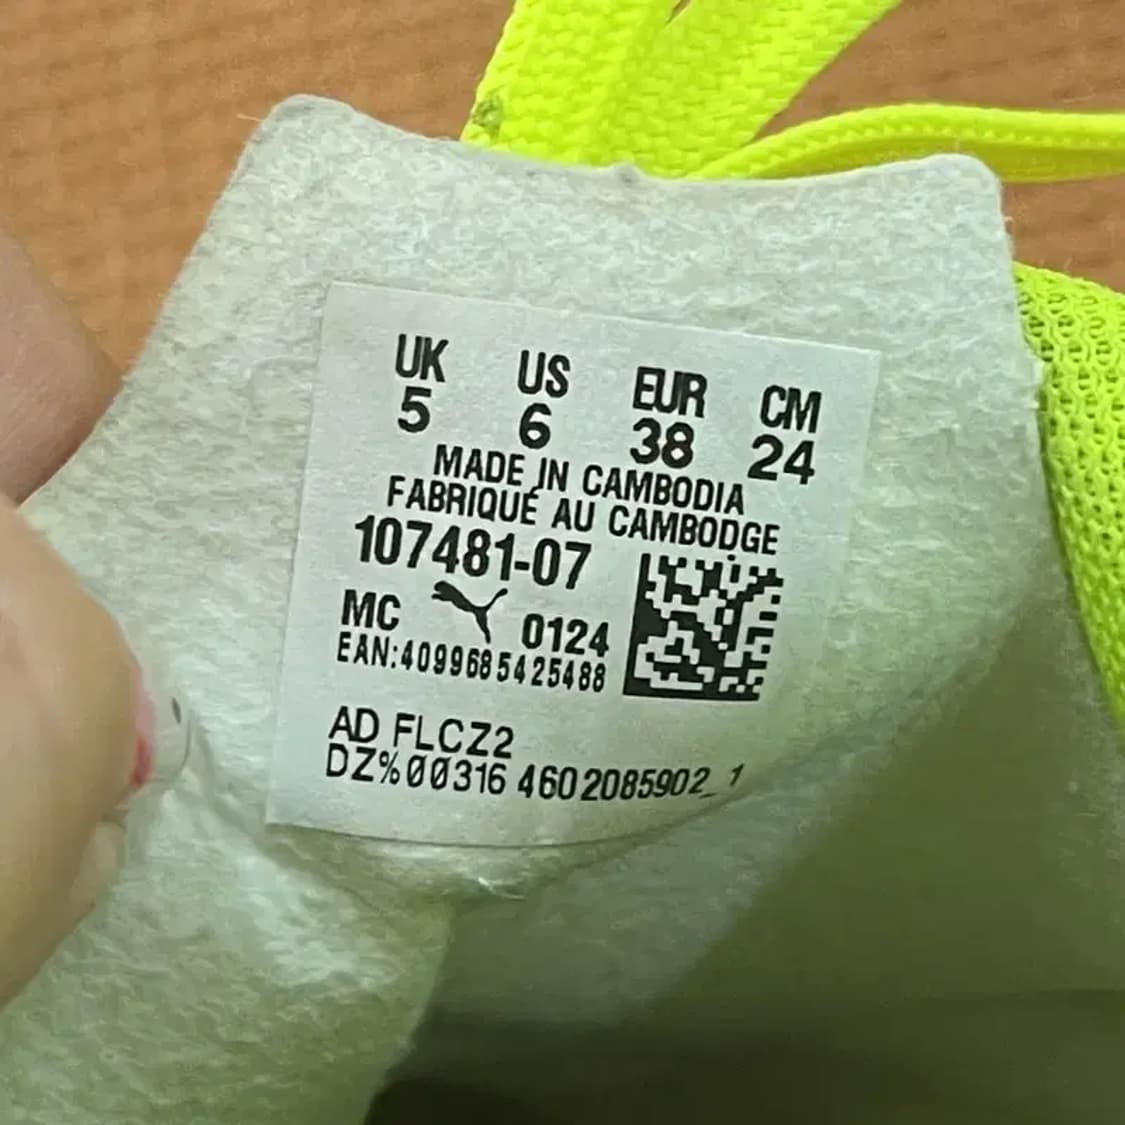 UK US EUR CM
5 6 38 24
MADE IN CAMBODIA
FABRIQUÉ AU CAMBODGE
107481-07
MC 0124
EAN:4099685425488
AD FLCZ2
DZ%00316 4602085902_1